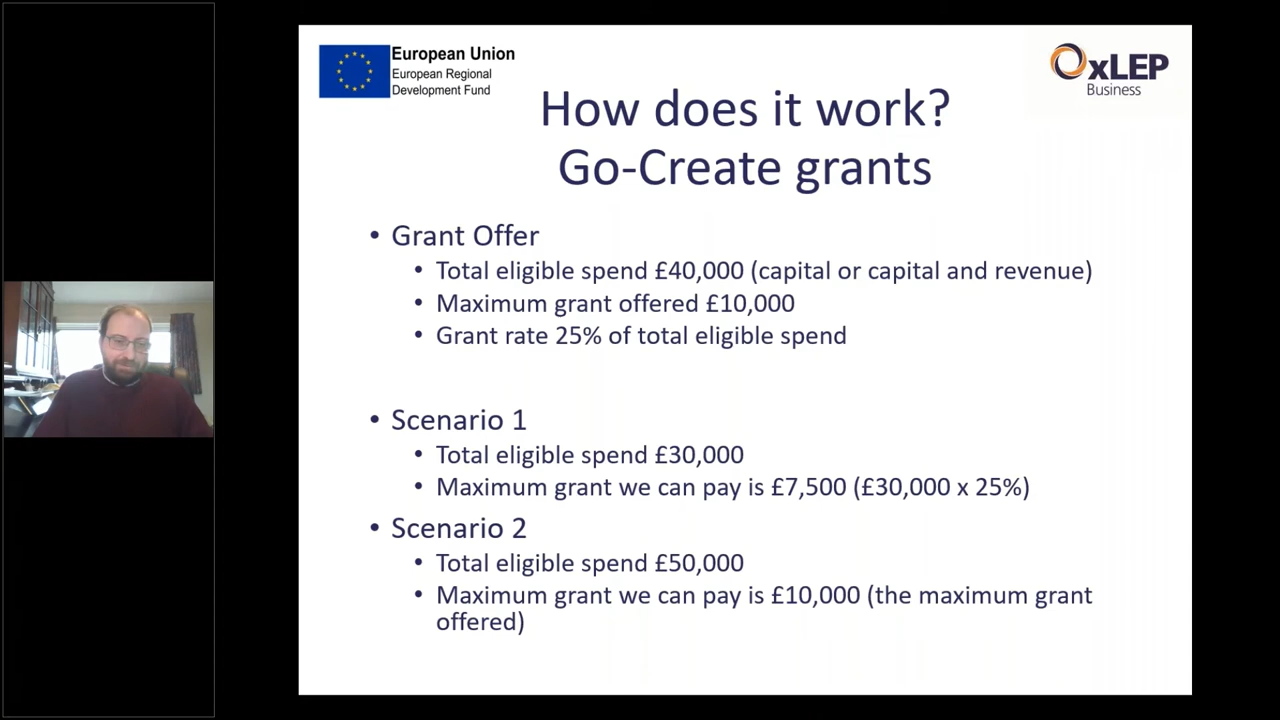 European Union
European Regional
Development Fund
OxLEP
Business
How does it work?
Go-Create grants
• Grant Offer
• Total eligible spend £40,000 (capital or capital and revenue)
• Maximum grant offered £10,000
• Grant rate 25% of total eligible spend
• Scenario 1
• Total eligible spend £30,000
• Maximum grant we can pay is £7,500 (£30,000 x 25%)
• Scenario 2
• Total eligible spend £50,000
• Maximum grant we can pay is £10,000 (the maximum grant
offered)